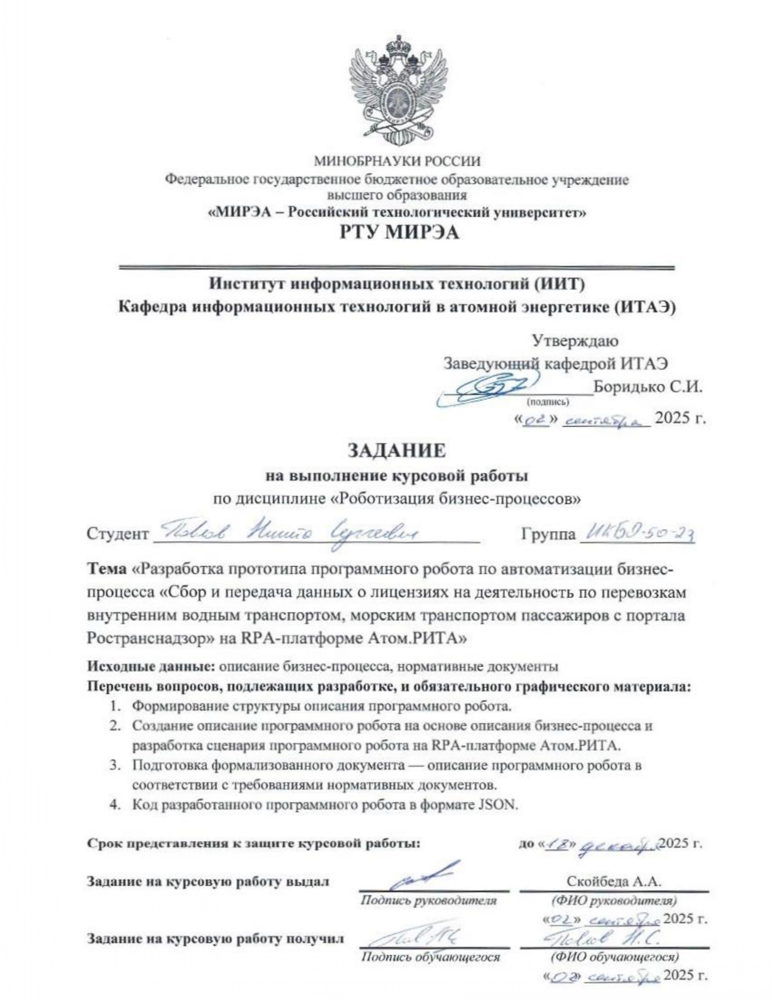 МИНОБРНАУКИ РОССИИ
Федеральное государственное бюджетное образовательное учреждение
высшего образования
«МИРЭА – Российский технологический университет»
РТУ МИРЭА
Институт информационных технологий (ИИТ)
Кафедра информационных технологий в атомной энергетике (ИТАЭ)
Утверждаю
Заведующий кафедрой ИТАЭ
Боридько С.И.
(подпись)
«02» сентября 2025 г.
ЗАДАНИЕ
на выполнение курсовой работы
по дисциплине «Роботизация бизнес-процессов»
Студент Павлов Никита Сергеевич Группа ИКБО-50-23
Тема «Разработка прототипа программного робота по автоматизации бизнес-
процесса «Сбор и передача данных о лицензиях на деятельность по перевозкам
внутренним водным транспортом, морским транспортом пассажиров с портала
Ространснадзор» на RPA-платформе Атом.РИТА»
Исходные данные: описание бизнес-процесса, нормативные документы
Перечень вопросов, подлежащих разработке, и обязательного графического материала:
1. Формирование структуры описания программного робота.
2. Создание описание программного робота на основе описания бизнес-процесса и
разработка сценария программного робота на RPA-платформе Атом.РИТА.
3. Подготовка формализованного документа — описание программного робота в
соответствии с требованиями нормативных документов.
4. Код разработанного программного робота в формате JSON.
Срок представления к защите курсовой работы: до «18» декабря 2025 г.
Задание на курсовую работу выдал Скойбеда А.А.
Подпись руководителя (ФИО руководителя)
«02» сентября 2025 г.
Задание на курсовую работу получил Павлов Н.С.
Подпись обучающегося (ФИО обучающегося)
«02» сентября 2025 г.